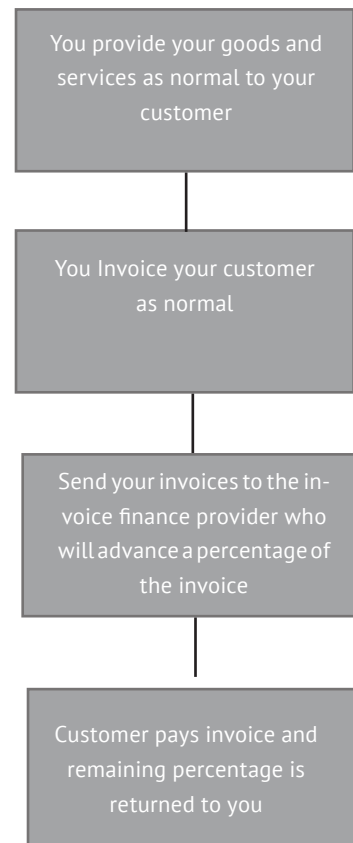 You provide your goods and
services as normal to your
customer
You Invoice your customer
as normal
Send your invoices to the in-
voice finance provider who
will advance a percentage of
the invoice
Customer pays invoice and
remaining percentage is
returned to you